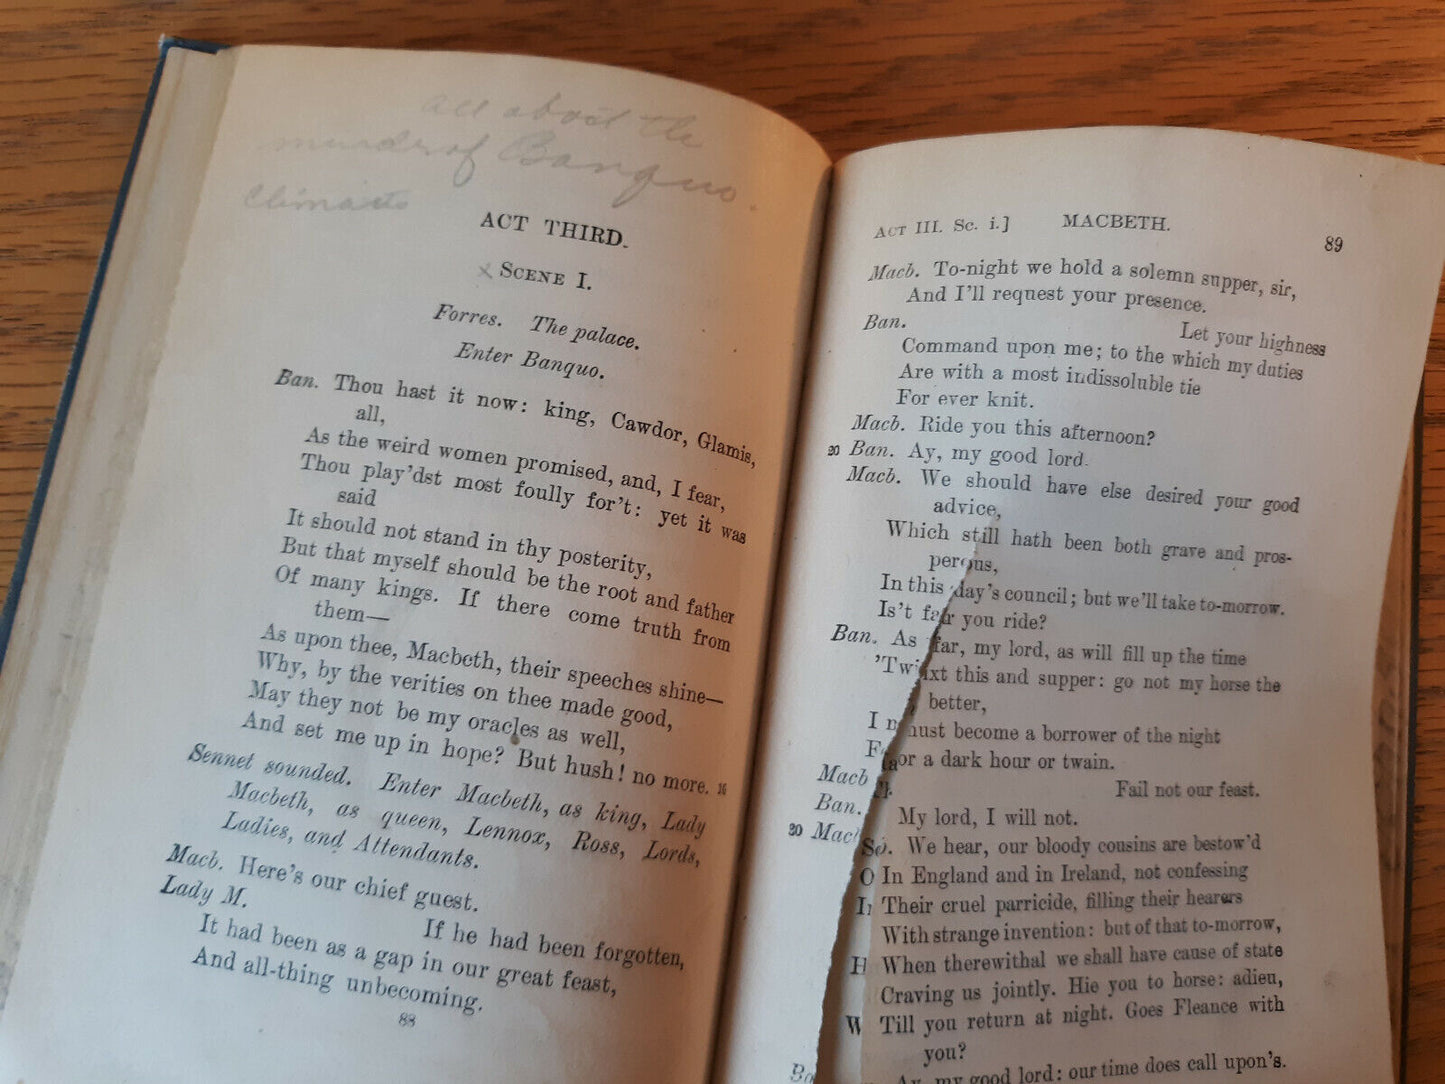 all about the
murder of Banquo.
Climax
ACT THIRD.
x SCENE I.
Forres. The palace.
Enter Banquo.
Ban. Thou hast it now: king, Cawdor, Glamis,
all,
As the weird women promised, and, I fear,
Thou play'dst most foully for't: yet it was
said
It should not stand in thy posterity,
But that myself should be the root and father
Of many kings. If there come truth from
them—
As upon thee, Macbeth, their speeches shine—
Why, by the verities on thee made good,
May they not be my oracles as well,
And set me up in hope? But hush! no more. 16
Sennet sounded. Enter Macbeth, as king, Lady
Macbeth, as queen, Lennox, Ross, Lords,
Ladies, and Attendants.
Macb. Here's our chief guest.
Lady M.
If he had been forgotten,
It had been as a gap in our great feast,
And all-thing unbecoming.
88
ACT III. Sc. i.] MACBETH. 89
Macb. To-night we hold a solemn supper, sir,
And I'll request your presence.
Ban. Let your highness
Command upon me; to the which my duties
Are with a most indissoluble tie
For ever knit.
Macb. Ride you this afternoon?
20 Ban. Ay, my good lord.
Macb. We should have else desired your good
advice,
Which still hath been both grave and pros-
perous,
In this day's council; but we'll take to-morrow.
Is't far you ride?
Ban. As far, my lord, as will fill up the time
'Twixt this and supper: go not my horse the
better,
I must become a borrower of the night
For a dark hour or twain.
Macb. Fail not our feast.
Ban. My lord, I will not.
30 Macb. We hear, our bloody cousins are bestow'd
In England and in Ireland, not confessing
Their cruel parricide, filling their hearers
With strange invention: but of that to-morrow,
When therewithal we shall have cause of state
Craving us jointly. Hie you to horse: adieu,
Till you return at night. Goes Fleance with
you?
Ay, my good lord: our time does call upon's.